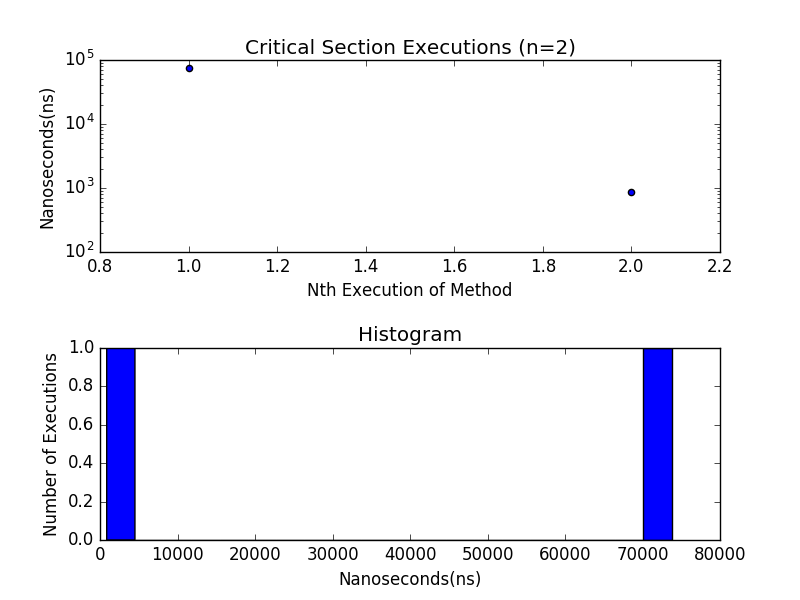 Critical Section Executions (n=2)
10^5
10^4
10^3
10^2
Nanoseconds(ns)
0.8 1.0 1.2 1.4 1.6 1.8 2.0 2.2
Nth Execution of Method
Histogram
1.0
0.8
0.6
0.4
0.2
0.0
Number of Executions
0 10000 20000 30000 40000 50000 60000 70000 80000
Nanoseconds(ns)